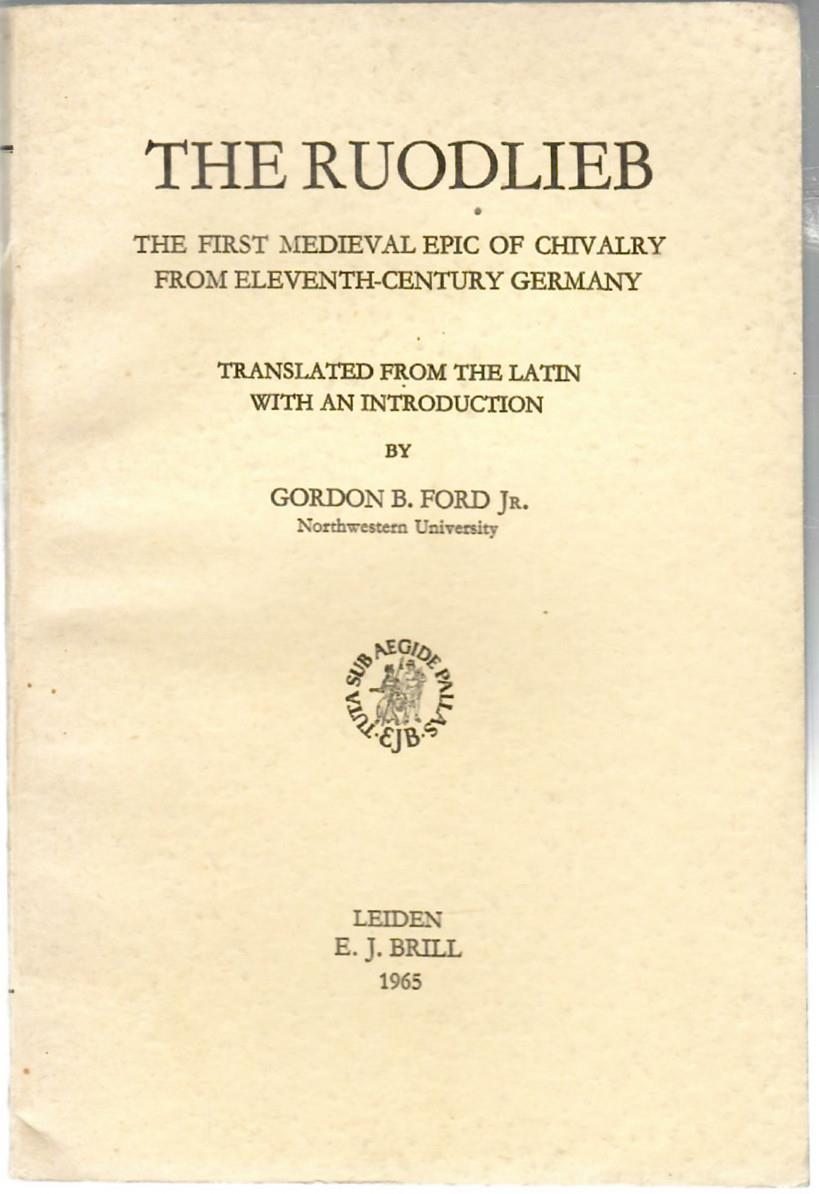 THE RUODLIEB
THE FIRST MEDIEVAL EPIC OF CHIVALRY
FROM ELEVENTH-CENTURY GERMANY
TRANSLATED FROM THE LATIN
WITH AN INTRODUCTION
BY
GORDON B. FORD JR.
Northwestern University
TUTA SUB AEGIDE PALLAS
EJB
LEIDEN
E. J. BRILL
1965